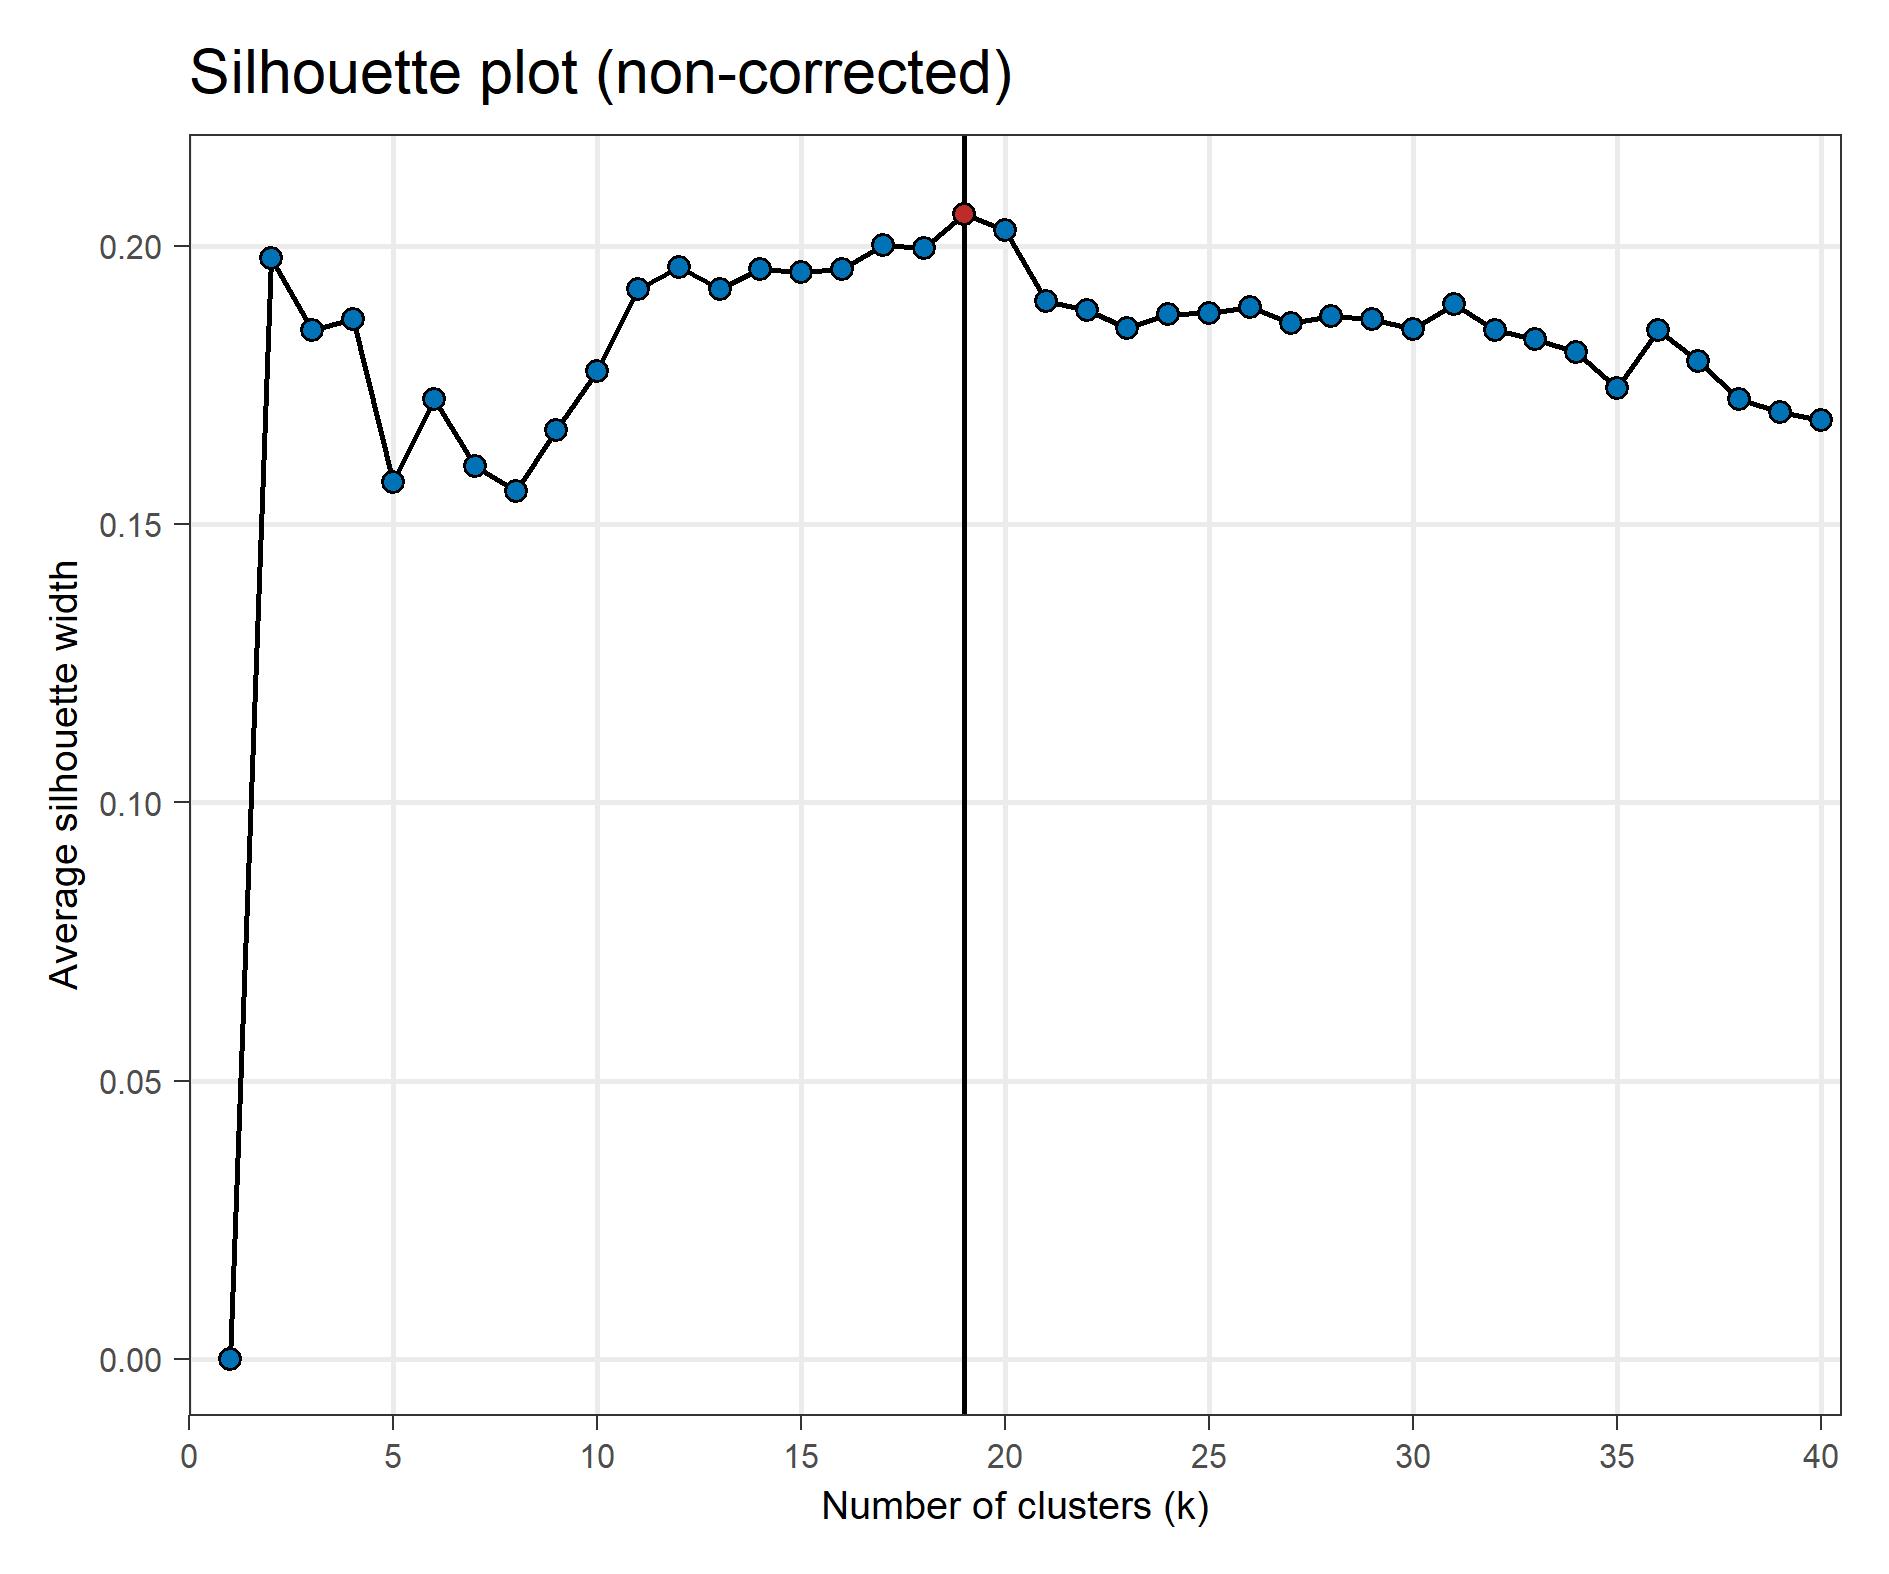 Silhouette plot (non-corrected)
Average silhouette width
0.20
0.15
0.10
0.05
0.00
0 5 10 15 20 25 30 35 40
Number of clusters (k)